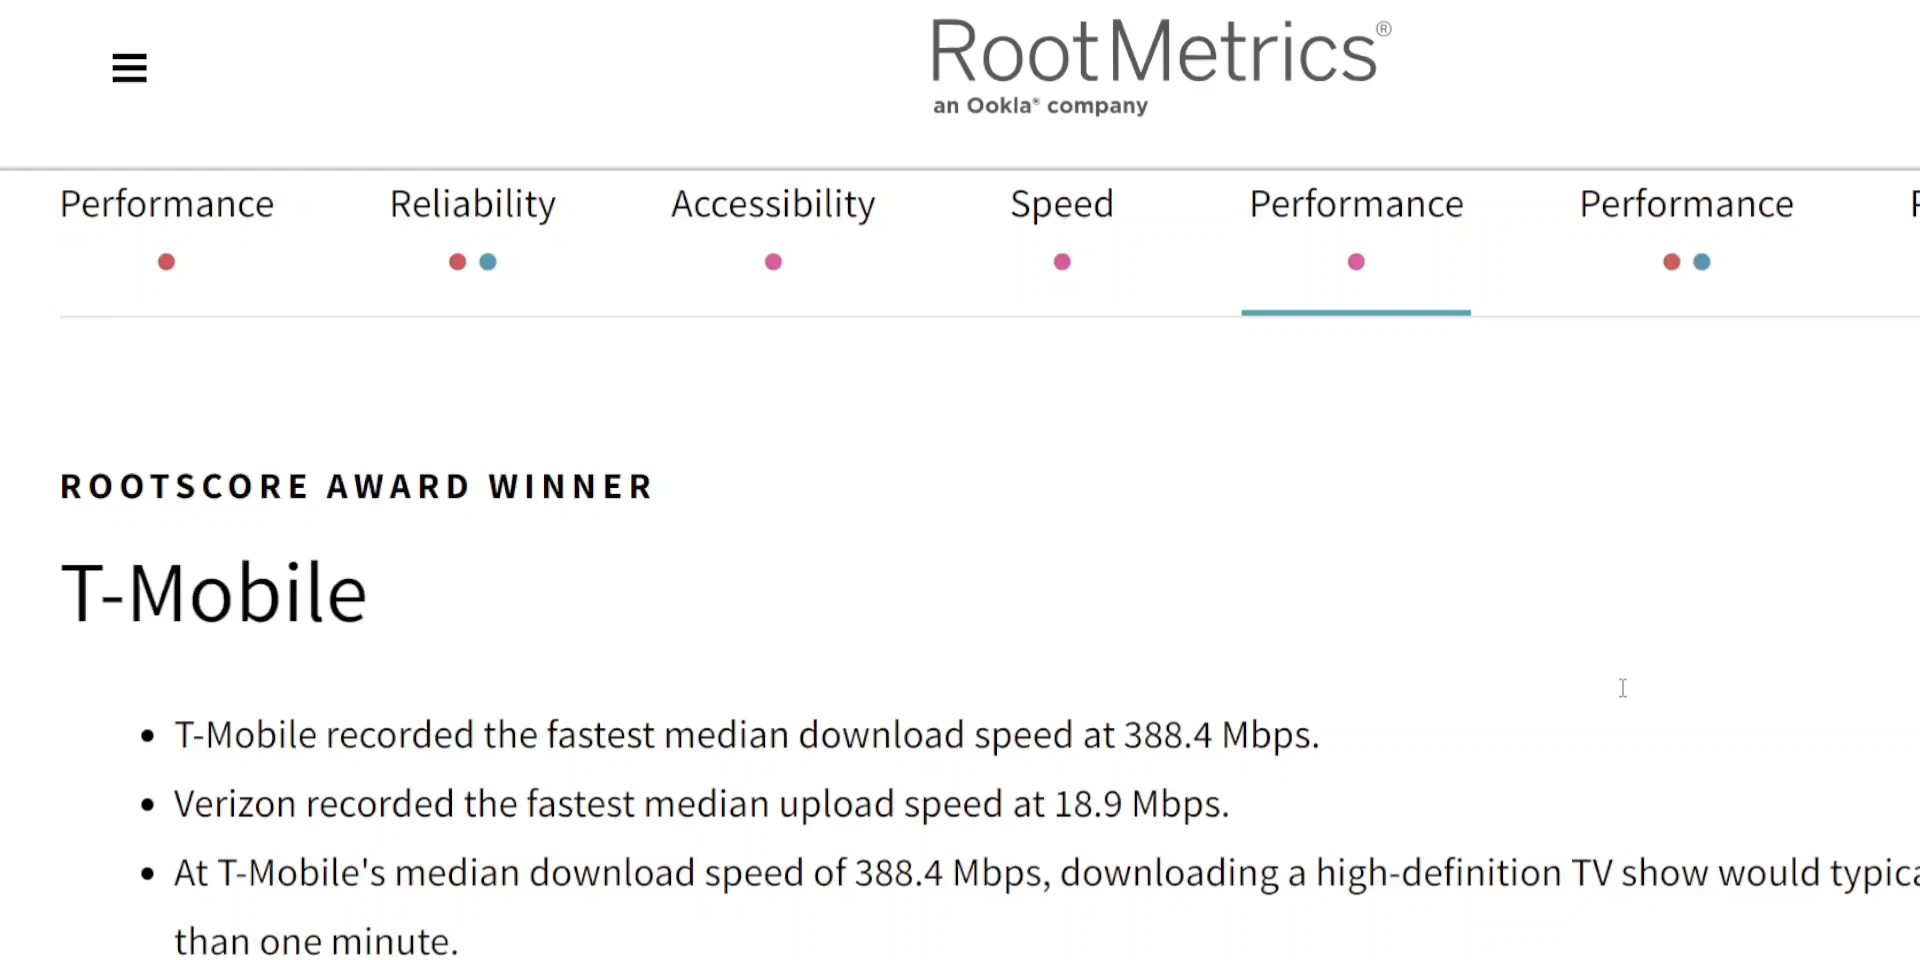 RootMetrics®
an Ookla® company
Performance Reliability Accessibility Speed Performance Performance
ROOTSCORE AWARD WINNER
T-Mobile
• T-Mobile recorded the fastest median download speed at 388.4 Mbps.
• Verizon recorded the fastest median upload speed at 18.9 Mbps.
• At T-Mobile's median download speed of 388.4 Mbps, downloading a high-definition TV show would
than one minute.